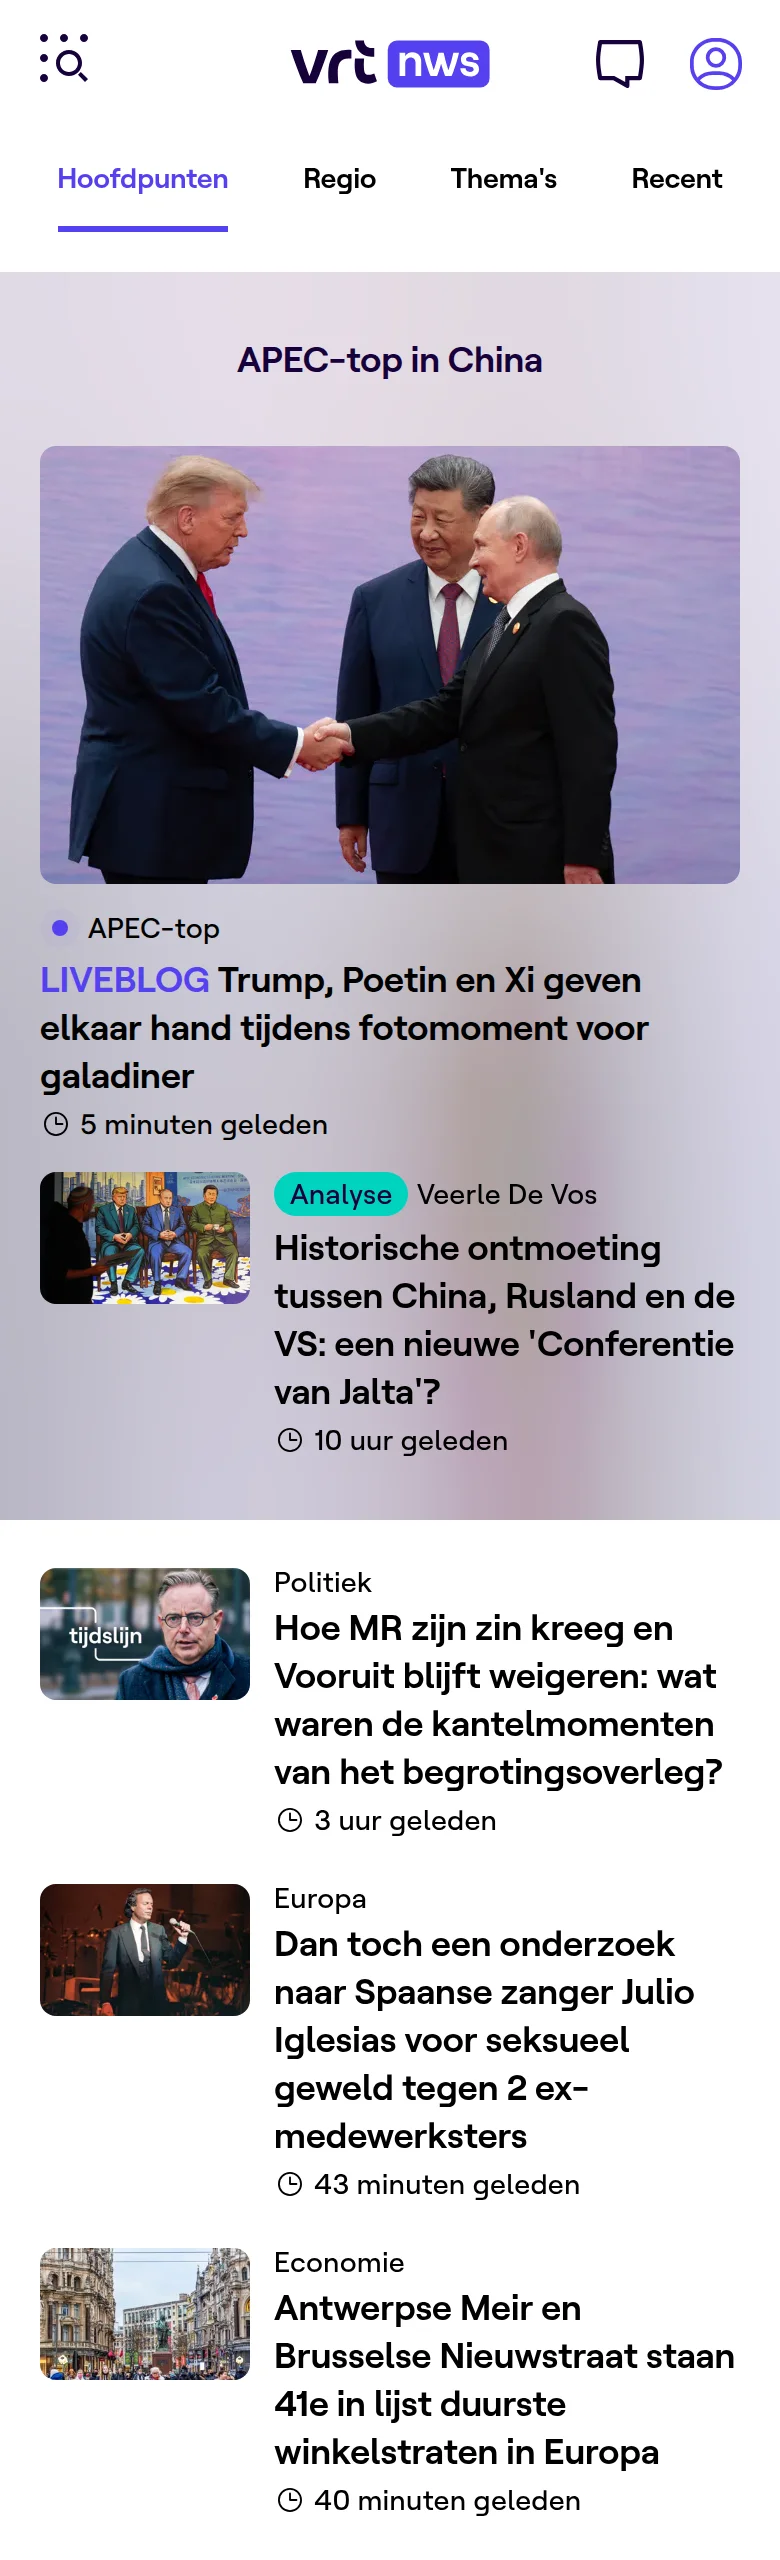 vrt nws
Hoofdpunten Regio Thema's Recent
APEC-top in China
APEC-top
LIVEBLOG Trump, Poetin en Xi geven
elkaar hand tijdens fotomoment voor
galadiner
5 minuten geleden
Analyse Veerle De Vos
Historische ontmoeting
tussen China, Rusland en de
VS: een nieuwe 'Conferentie
van Jalta'?
10 uur geleden
tijdslijn
Politiek
Hoe MR zijn zin kreeg en
Vooruit blijft weigeren: wat
waren de kantelmomenten
van het begrotingsoverleg?
3 uur geleden
Europa
Dan toch een onderzoek
naar Spaanse zanger Julio
Iglesias voor seksueel
geweld tegen 2 ex-
medewerksters
43 minuten geleden
Economie
Antwerpse Meir en
Brusselse Nieuwstraat staan
41e in lijst duurste
winkelstraten in Europa
40 minuten geleden